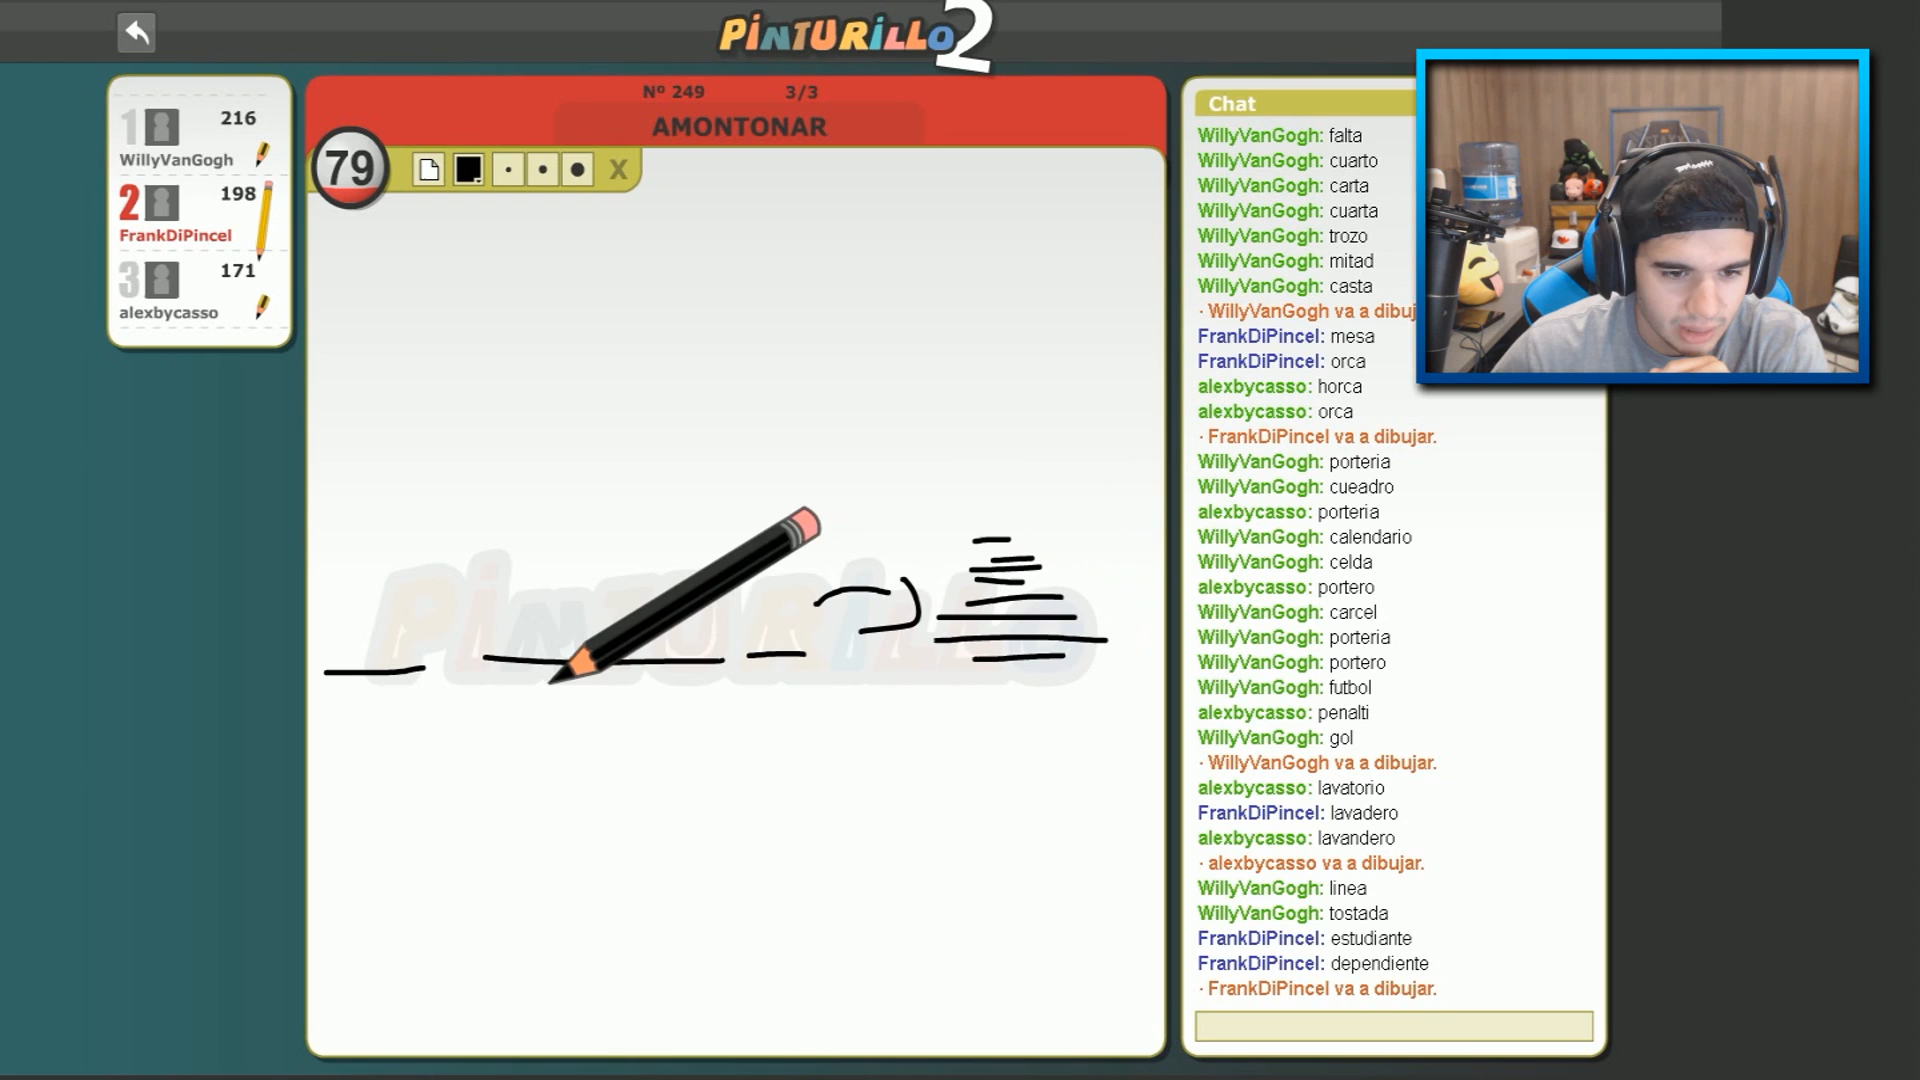 PINTURILLO 2
1
216
WillyVanGogh
2
198
FrankDiPincel
3
171
alexbycasso
Nº 249 3/3
AMONTONAR
79
X
PINTURILLO
Chat
WillyVanGogh: falta
WillyVanGogh: cuarto
WillyVanGogh: carta
WillyVanGogh: cuarta
WillyVanGogh: trozo
WillyVanGogh: mitad
WillyVanGogh: casta
· WillyVanGogh va a dibuj
FrankDiPincel: mesa
FrankDiPincel: orca
alexbycasso: horca
alexbycasso: orca
· FrankDiPincel va a dibujar.
WillyVanGogh: porteria
WillyVanGogh: cueadro
alexbycasso: porteria
WillyVanGogh: calendario
WillyVanGogh: celda
alexbycasso: portero
WillyVanGogh: carcel
WillyVanGogh: porteria
WillyVanGogh: portero
WillyVanGogh: futbol
alexbycasso: penalti
WillyVanGogh: gol
· WillyVanGogh va a dibujar.
alexbycasso: lavatorio
FrankDiPincel: lavadero
alexbycasso: lavandero
· alexbycasso va a dibujar.
WillyVanGogh: linea
WillyVanGogh: tostada
FrankDiPincel: estudiante
FrankDiPincel: dependiente
· FrankDiPincel va a dibujar.